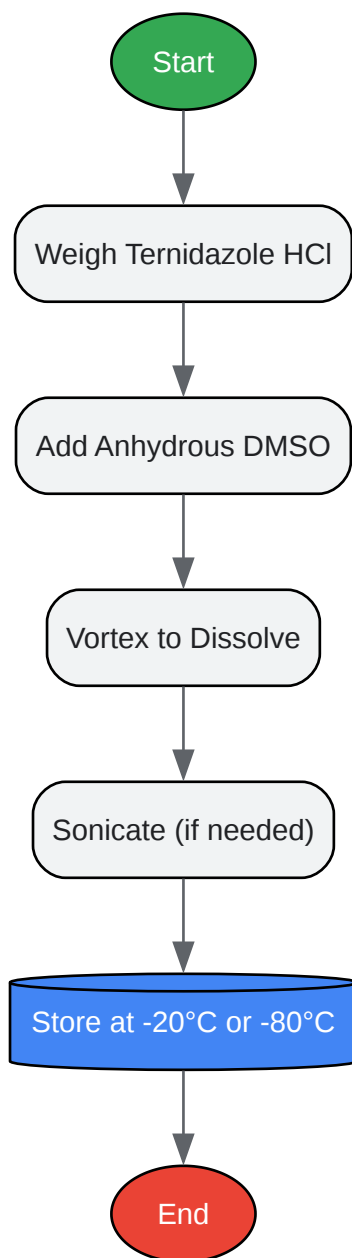 Start
Weigh Ternidazole HCl
Add Anhydrous DMSO
Vortex to Dissolve
Sonicate (if needed)
Store at -20°C or -80°C
End